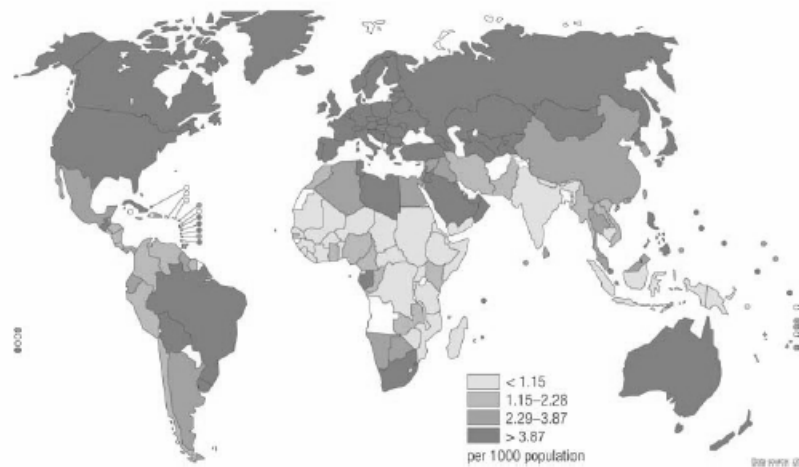 < 1.15
1.15–2.28
2.29–3.87
> 3.87
per 1000 population